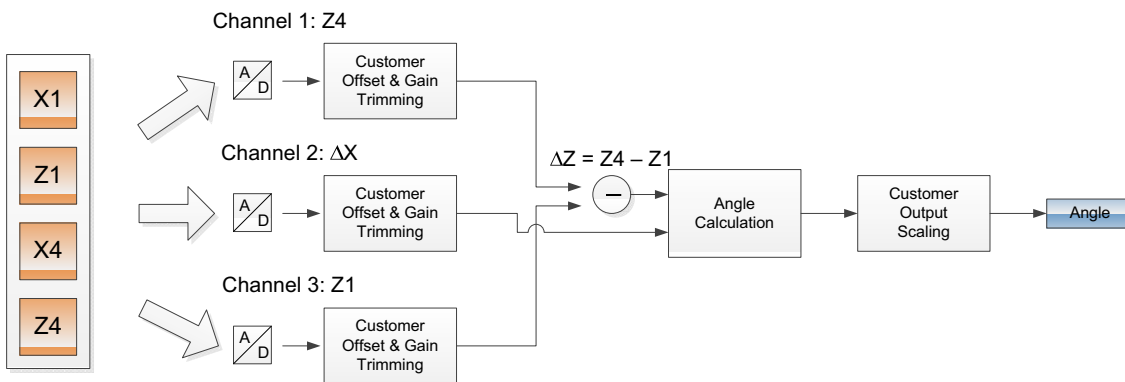 Channel 1: Z4
X1
Z1
X4
Z4
A
D
Customer
Offset & Gain
Trimming
Channel 2: ΔX
A
D
Customer
Offset & Gain
Trimming
Channel 3: Z1
A
D
Customer
Offset & Gain
Trimming
ΔZ = Z4 – Z1
–
Angle
Calculation
Customer
Output
Scaling
Angle